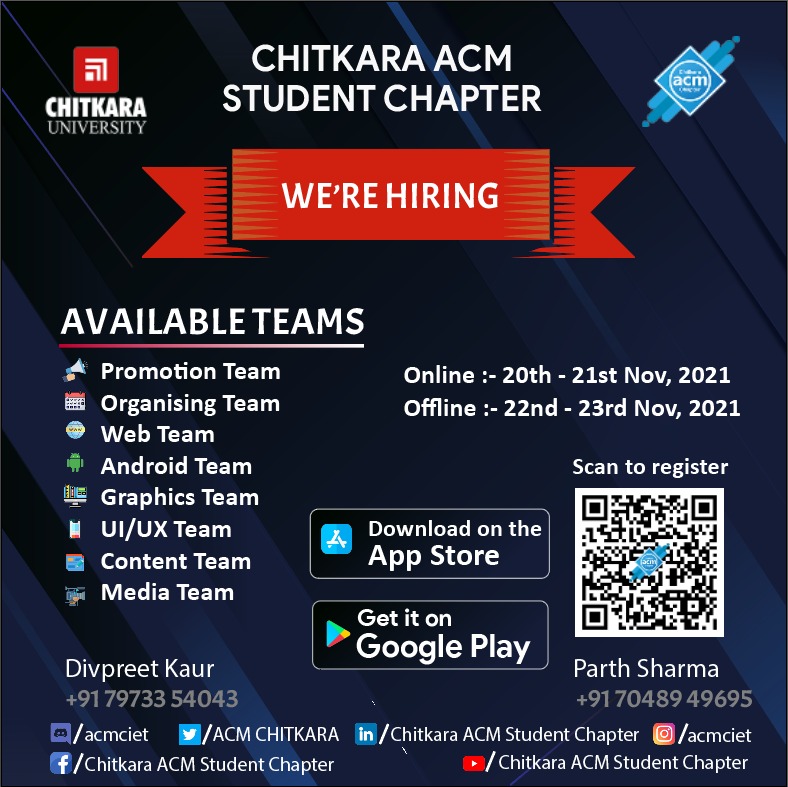 CHITKARA
UNIVERSITY
CHITKARA ACM
STUDENT CHAPTER
Chitkara
acm
Chapter
WE'RE HIRING
AVAILABLE TEAMS
Promotion Team
Organising Team
Web Team
Android Team
Graphics Team
UI/UX Team
Content Team
Media Team
Online :- 20th - 21st Nov, 2021
Offline :- 22nd - 23rd Nov, 2021
Scan to register
acm
Download on the
App Store
Get it on
Google Play
Divpreet Kaur
+91 79733 54043
Parth Sharma
+91 70489 49695
/acmciet
/ACM CHITKARA
/Chitkara ACM Student Chapter
/acmciet
/Chitkara ACM Student Chapter
/ Chitkara ACM Student Chapter